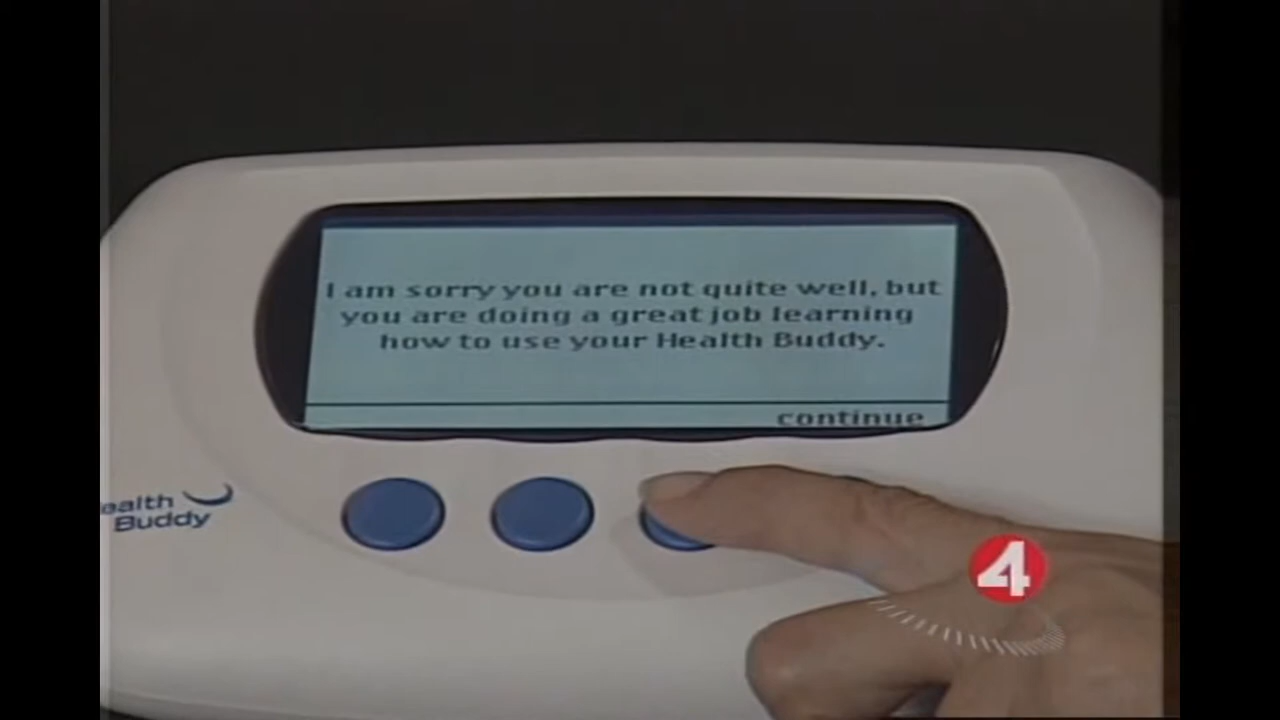 I am sorry you are not quite well, but
you are doing a great job learning
how to use your Health Buddy.
continue
ealth
Buddy
4